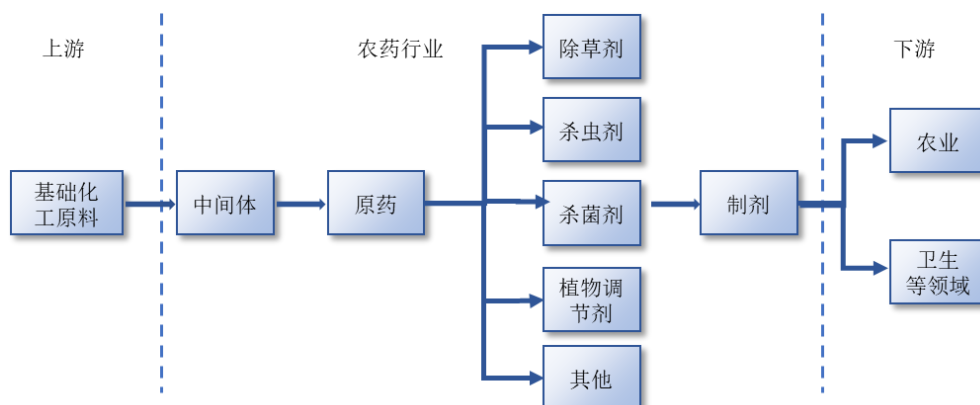 上游
农药行业
下游
除草剂
杀虫剂
农业
基础化
工原料
中间体
原药
杀菌剂
制剂
卫生
等领域
植物调
节剂
其他